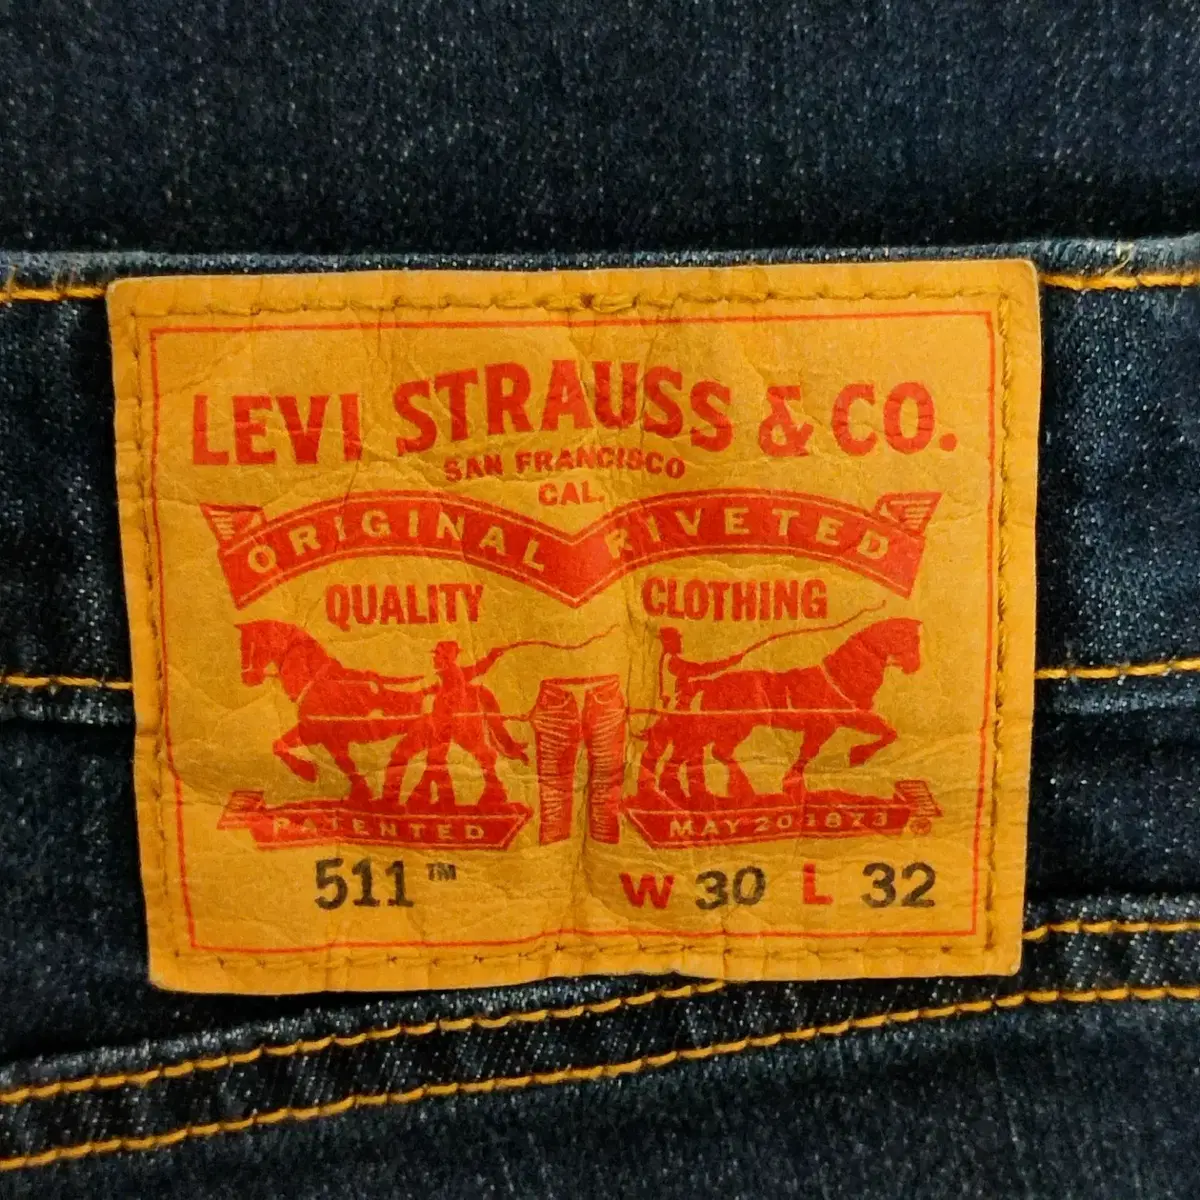 LEVI STRAUSS & CO.
SAN FRANCISCO
CAL.
ORIGINAL RIVETED
QUALITY CLOTHING
PATENTED MAY 20 1873 ®
511™ W 30 L 32